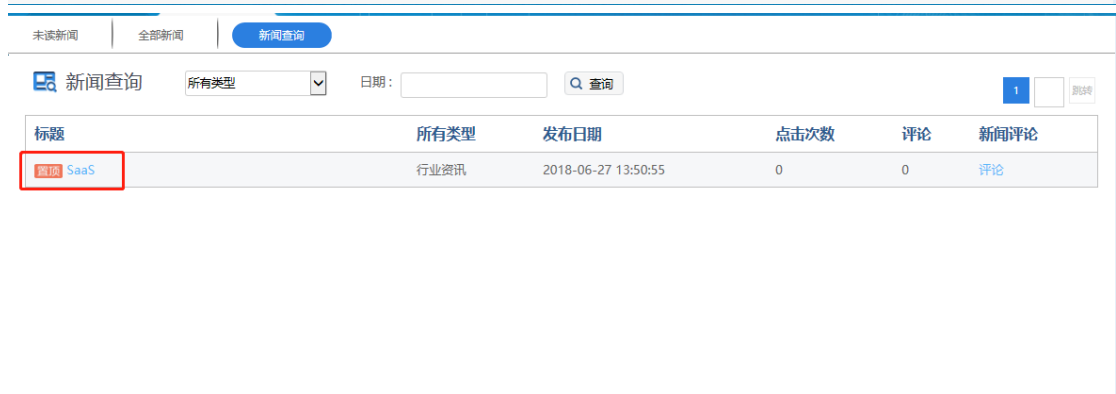 未读新闻 全部新闻 新闻查询
新闻查询 所有类型 日期： 查询 1 跳转
标题 所有类型 发布日期 点击次数 评论 新闻评论
置顶 SaaS 行业资讯 2018-06-27 13:50:55 0 0 评论